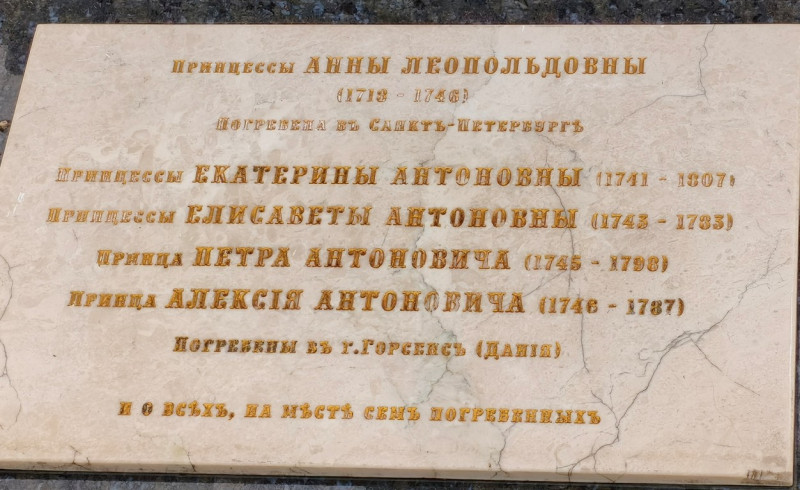 Принцессы АННЫ ЛЕОПОЛЬДОВНЫ
(1718 - 1746)
Погребена въ Санктъ-Петербургѣ
Принцессы ЕКАТЕРИНЫ АНТОНОВНЫ (1741 - 1807)
Принцессы ЕЛИСАВЕТЫ АНТОНОВНЫ (1743 - 1783)
Принца ПЕТРА АНТОНОВИЧА (1745 - 1798)
Принца АЛЕКСІЯ АНТОНОВИЧА (1746 - 1787)
Погребены въ г.Горсенсъ (Данія)
И О ВСѢХЪ, НА МѢСТѢ СЕМЪ ПОГРЕБЕННЫХЪ